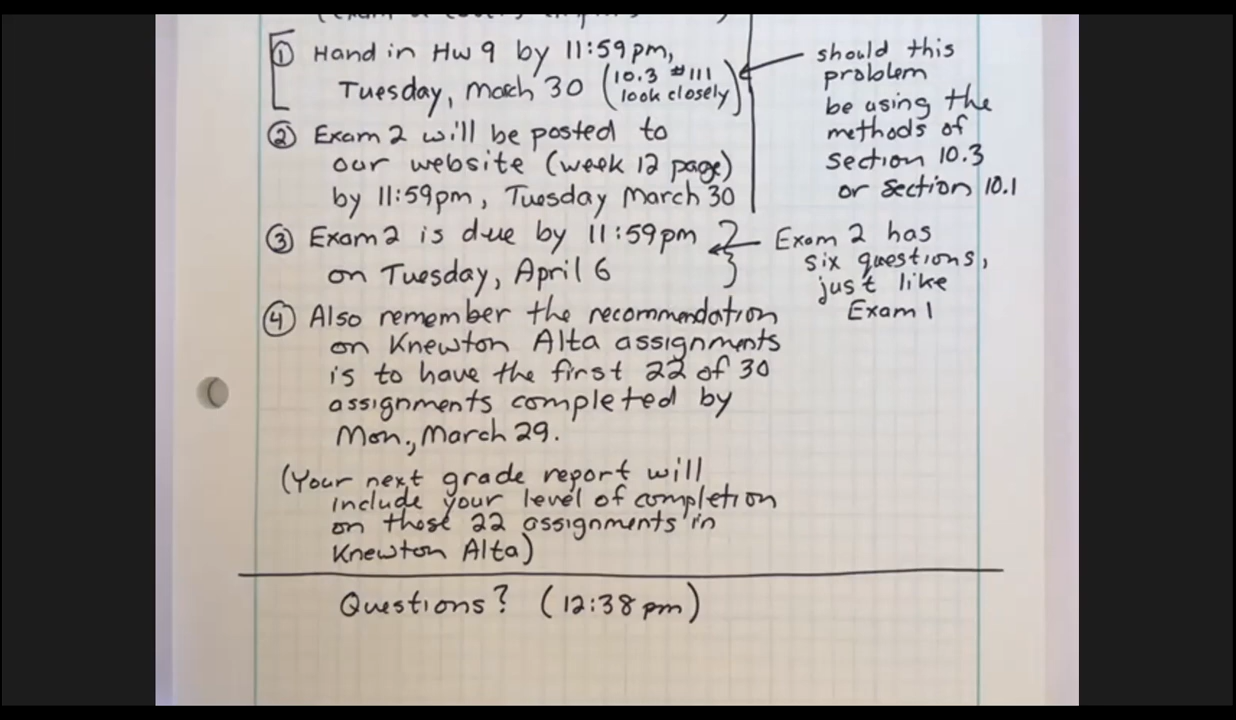 ① Hand in Hw 9 by 11:59pm,
Tuesday, March 30 (10.3 #111
look closely)
should this
problem
be using the
methods of
section 10.3
or section 10.1
② Exam 2 will be posted to
our website (week 12 page)
by 11:59pm, Tuesday March 30
③ Exam 2 is due by 11:59pm
on Tuesday, April 6
Exam 2 has
six questions,
just like
Exam 1
④ Also remember the recommendation
on Knewton Alta assignments
is to have the first 22 of 30
assignments completed by
Mon., March 29.
(Your next grade report will
include your level of completion
on those 22 assignments in
Knewton Alta)
Questions? (12:38 pm)